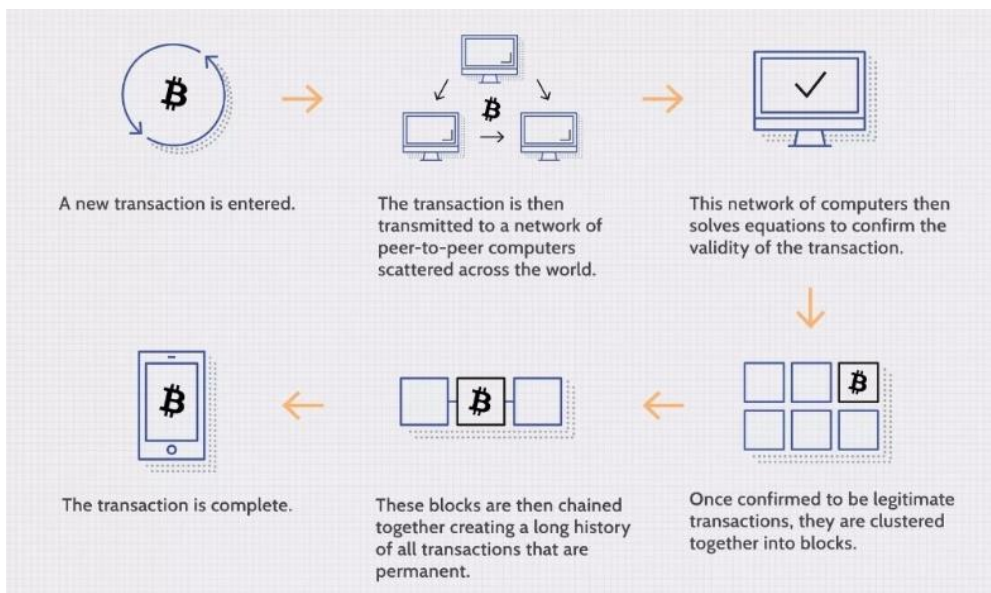 A new transaction is entered.
The transaction is then
transmitted to a network of
peer-to-peer computers
scattered across the world.
This network of computers then
solves equations to confirm the
validity of the transaction.
Once confirmed to be legitimate
transactions, they are clustered
together into blocks.
These blocks are then chained
together creating a long history
of all transactions that are
permanent.
The transaction is complete.